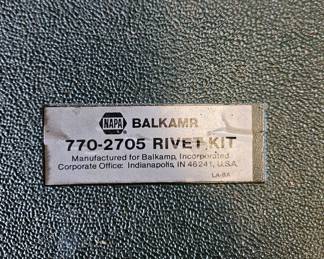 NAPA BALKAMP
770-2705 RIVET KIT
Manufactured for Balkamp, Incorporated
Corporate Office: Indianapolis, IN 46241, U.S.A.
LA-8A